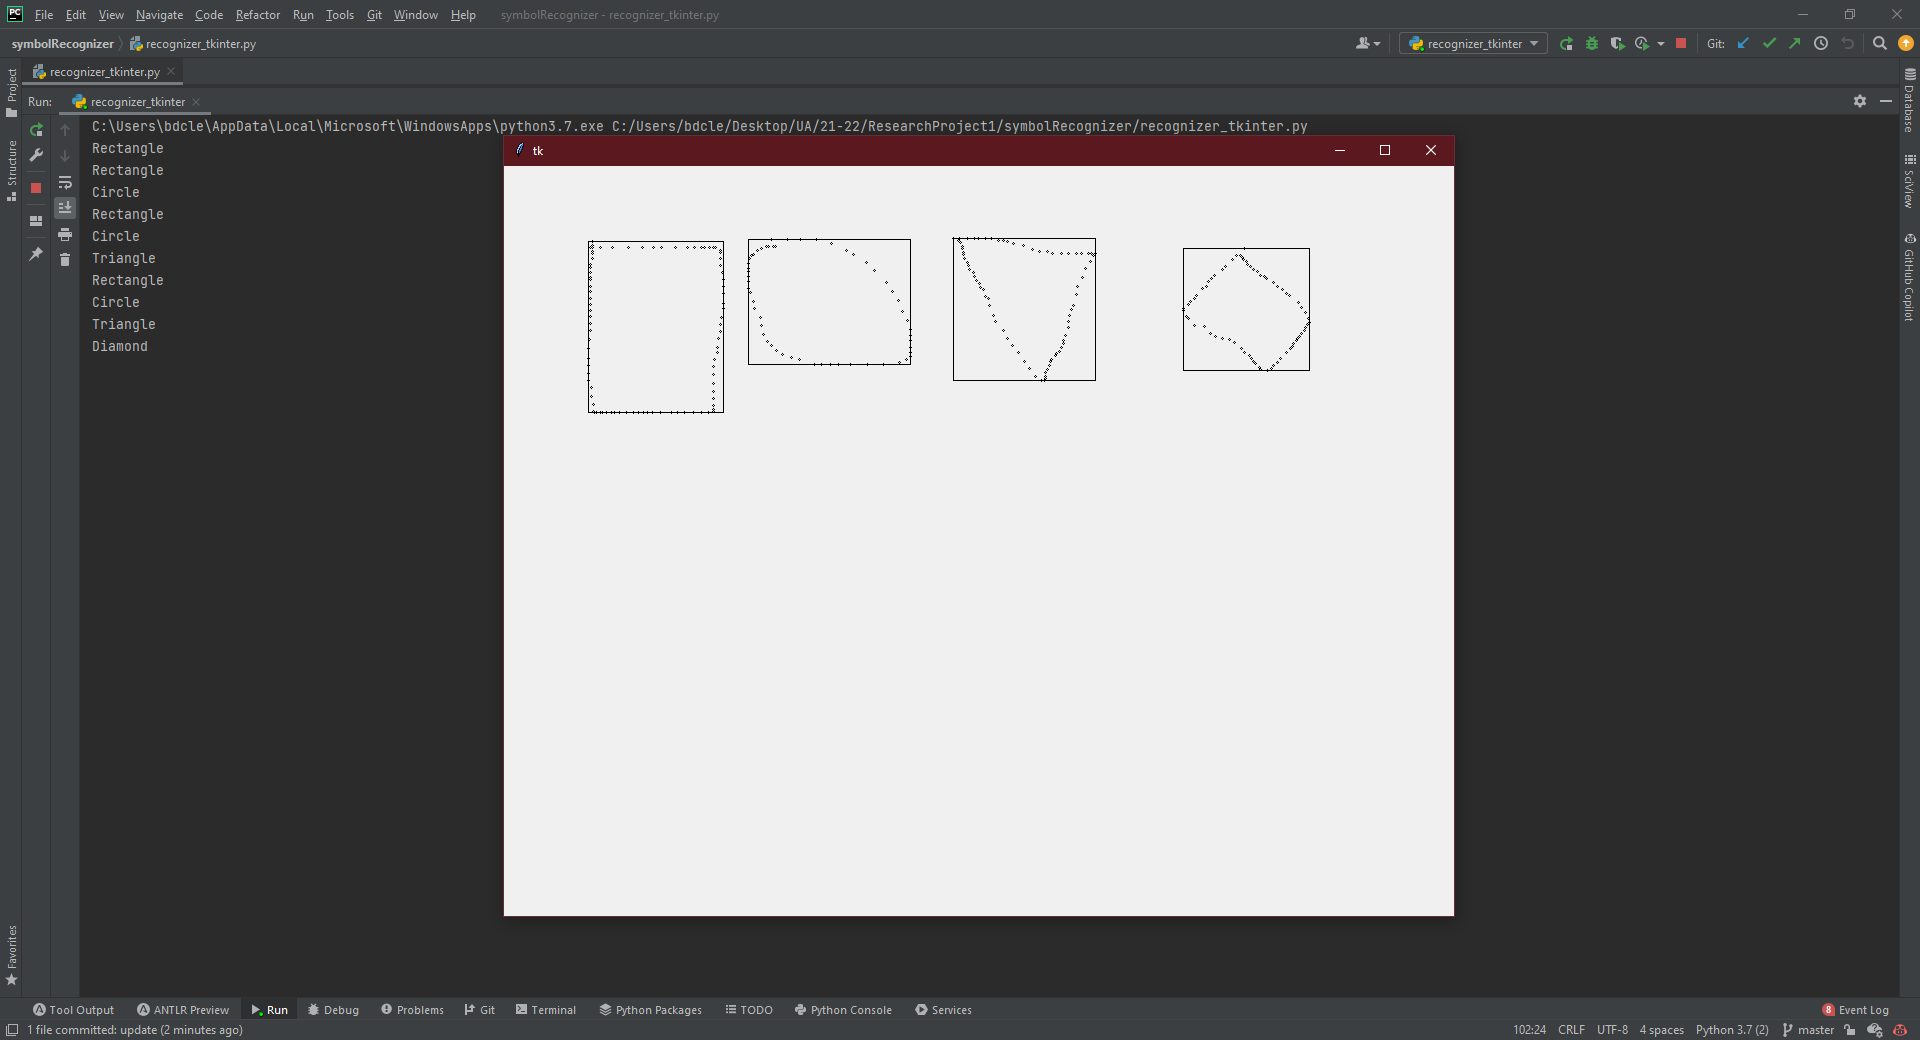 PC File Edit View Navigate Code Refactor Run Tools Git Window Help symbolRecognizer - recognizer_tkinter.py
symbolRecognizer recognizer_tkinter.py recognizer_tkinter Git:
recognizer_tkinter.py
Run: recognizer_tkinter
C:\Users\bdcle\AppData\Local\Microsoft\WindowsApps\python3.7.exe C:/Users/bdcle/Desktop/UA/21-22/ResearchProject1/symbolRecognizer/recognizer_tkinter.py
Rectangle
Rectangle
Circle
Rectangle
Circle
Triangle
Rectangle
Circle
Triangle
Diamond
tk
Project
Structure
Favorites
Database
SciView
GitHub Copilot
Tool Output ANTLR Preview Run Debug Problems Git Terminal Python Packages TODO Python Console Services 8 Event Log
1 file committed: update (2 minutes ago) 102:24 CRLF UTF-8 4 spaces Python 3.7 (2) master